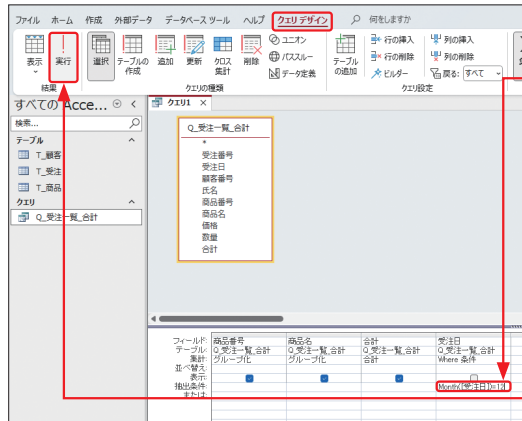 ファイル ホーム 作成 外部データ データベース ツール ヘルプ クエリ デザイン 何をしますか
表示 実行 選択 テーブルの作成 追加 更新 クロス集計 削除 ユニオン パススルー データ定義 テーブルの追加 行の挿入 行の削除 ビルダー 列の挿入 列の削除 戻る: すべて
結果 クエリの種類 クエリ設定
すべての Acce...
検索...
テーブル
T_顧客
T_受注
T_商品
クエリ
Q_受注一覧_合計
クエリ1
Q_受注一覧_合計
*
受注番号
受注日
顧客番号
氏名
商品番号
商品名
価格
数量
合計
フィールド: 商品番号 商品名 合計 受注日
テーブル: Q_受注一覧_合計 Q_受注一覧_合計 Q_受注一覧_合計 Q_受注一覧_合計
集計: グループ化 グループ化 合計 Where 条件
並べ替え:
表示:
抽出条件: Month([受注日])=12
または: